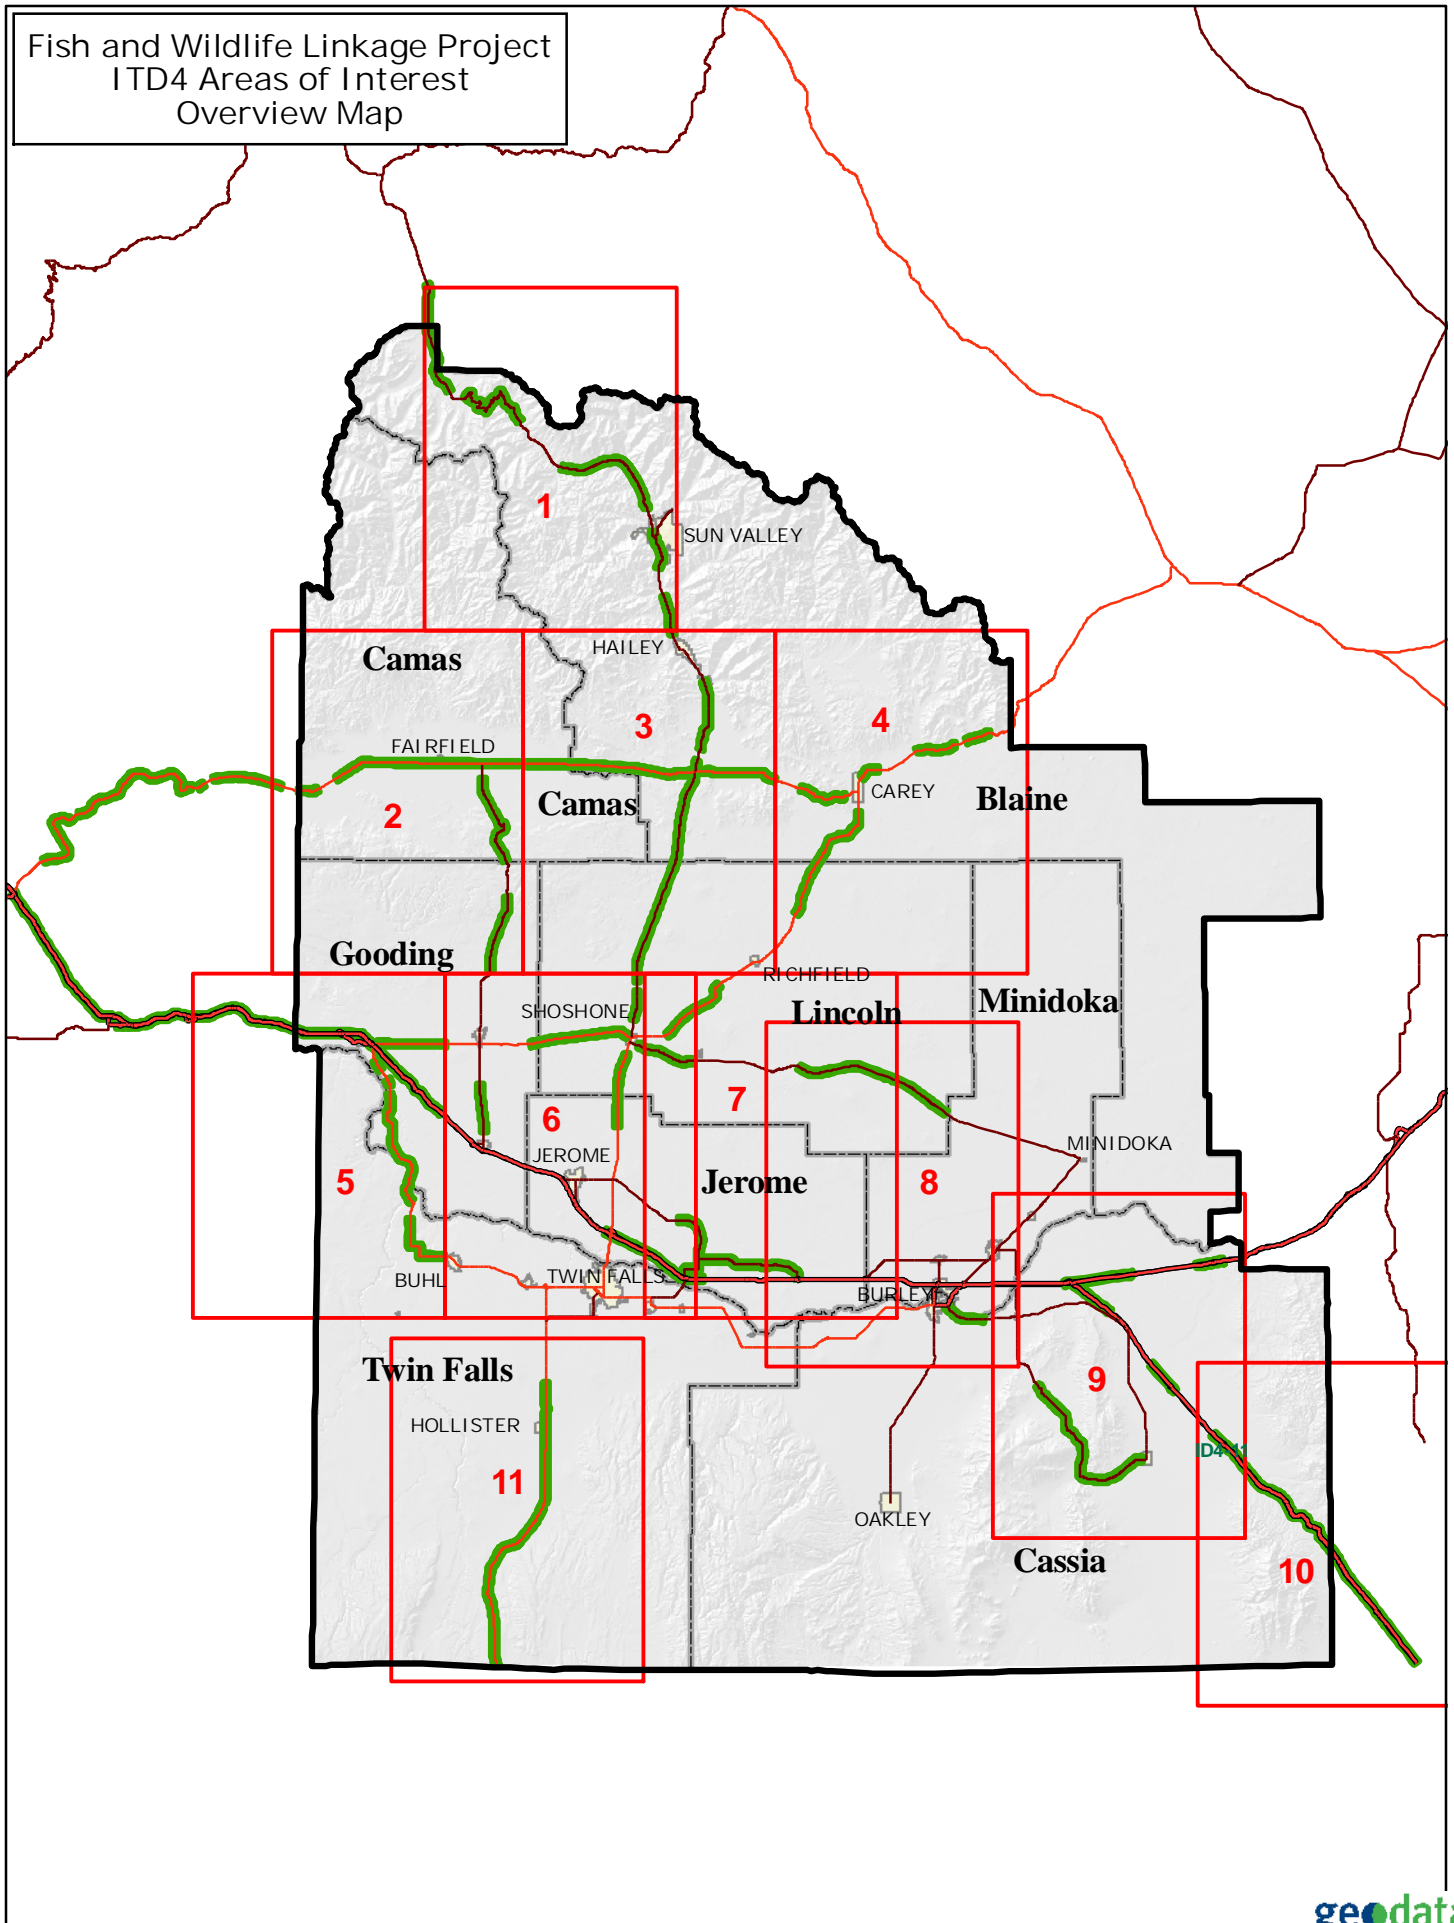 Fish and Wildlife Linkage Project
ITD4 Areas of Interest
Overview Map
1
SUN VALLEY
HAILEY
Camas
3
4
FAIRFIELD
CAREY
Blaine
Camas
2
Gooding
RICHFIELD
Minidoka
SHOSHONE
Lincoln
7
6
MINIDOKA
JEROME
5
Jerome
8
BUHL
TWIN FALLS
BURLEY
Twin Falls
9
HOLLISTER
11
OAKLEY
Cassia
10
geodata